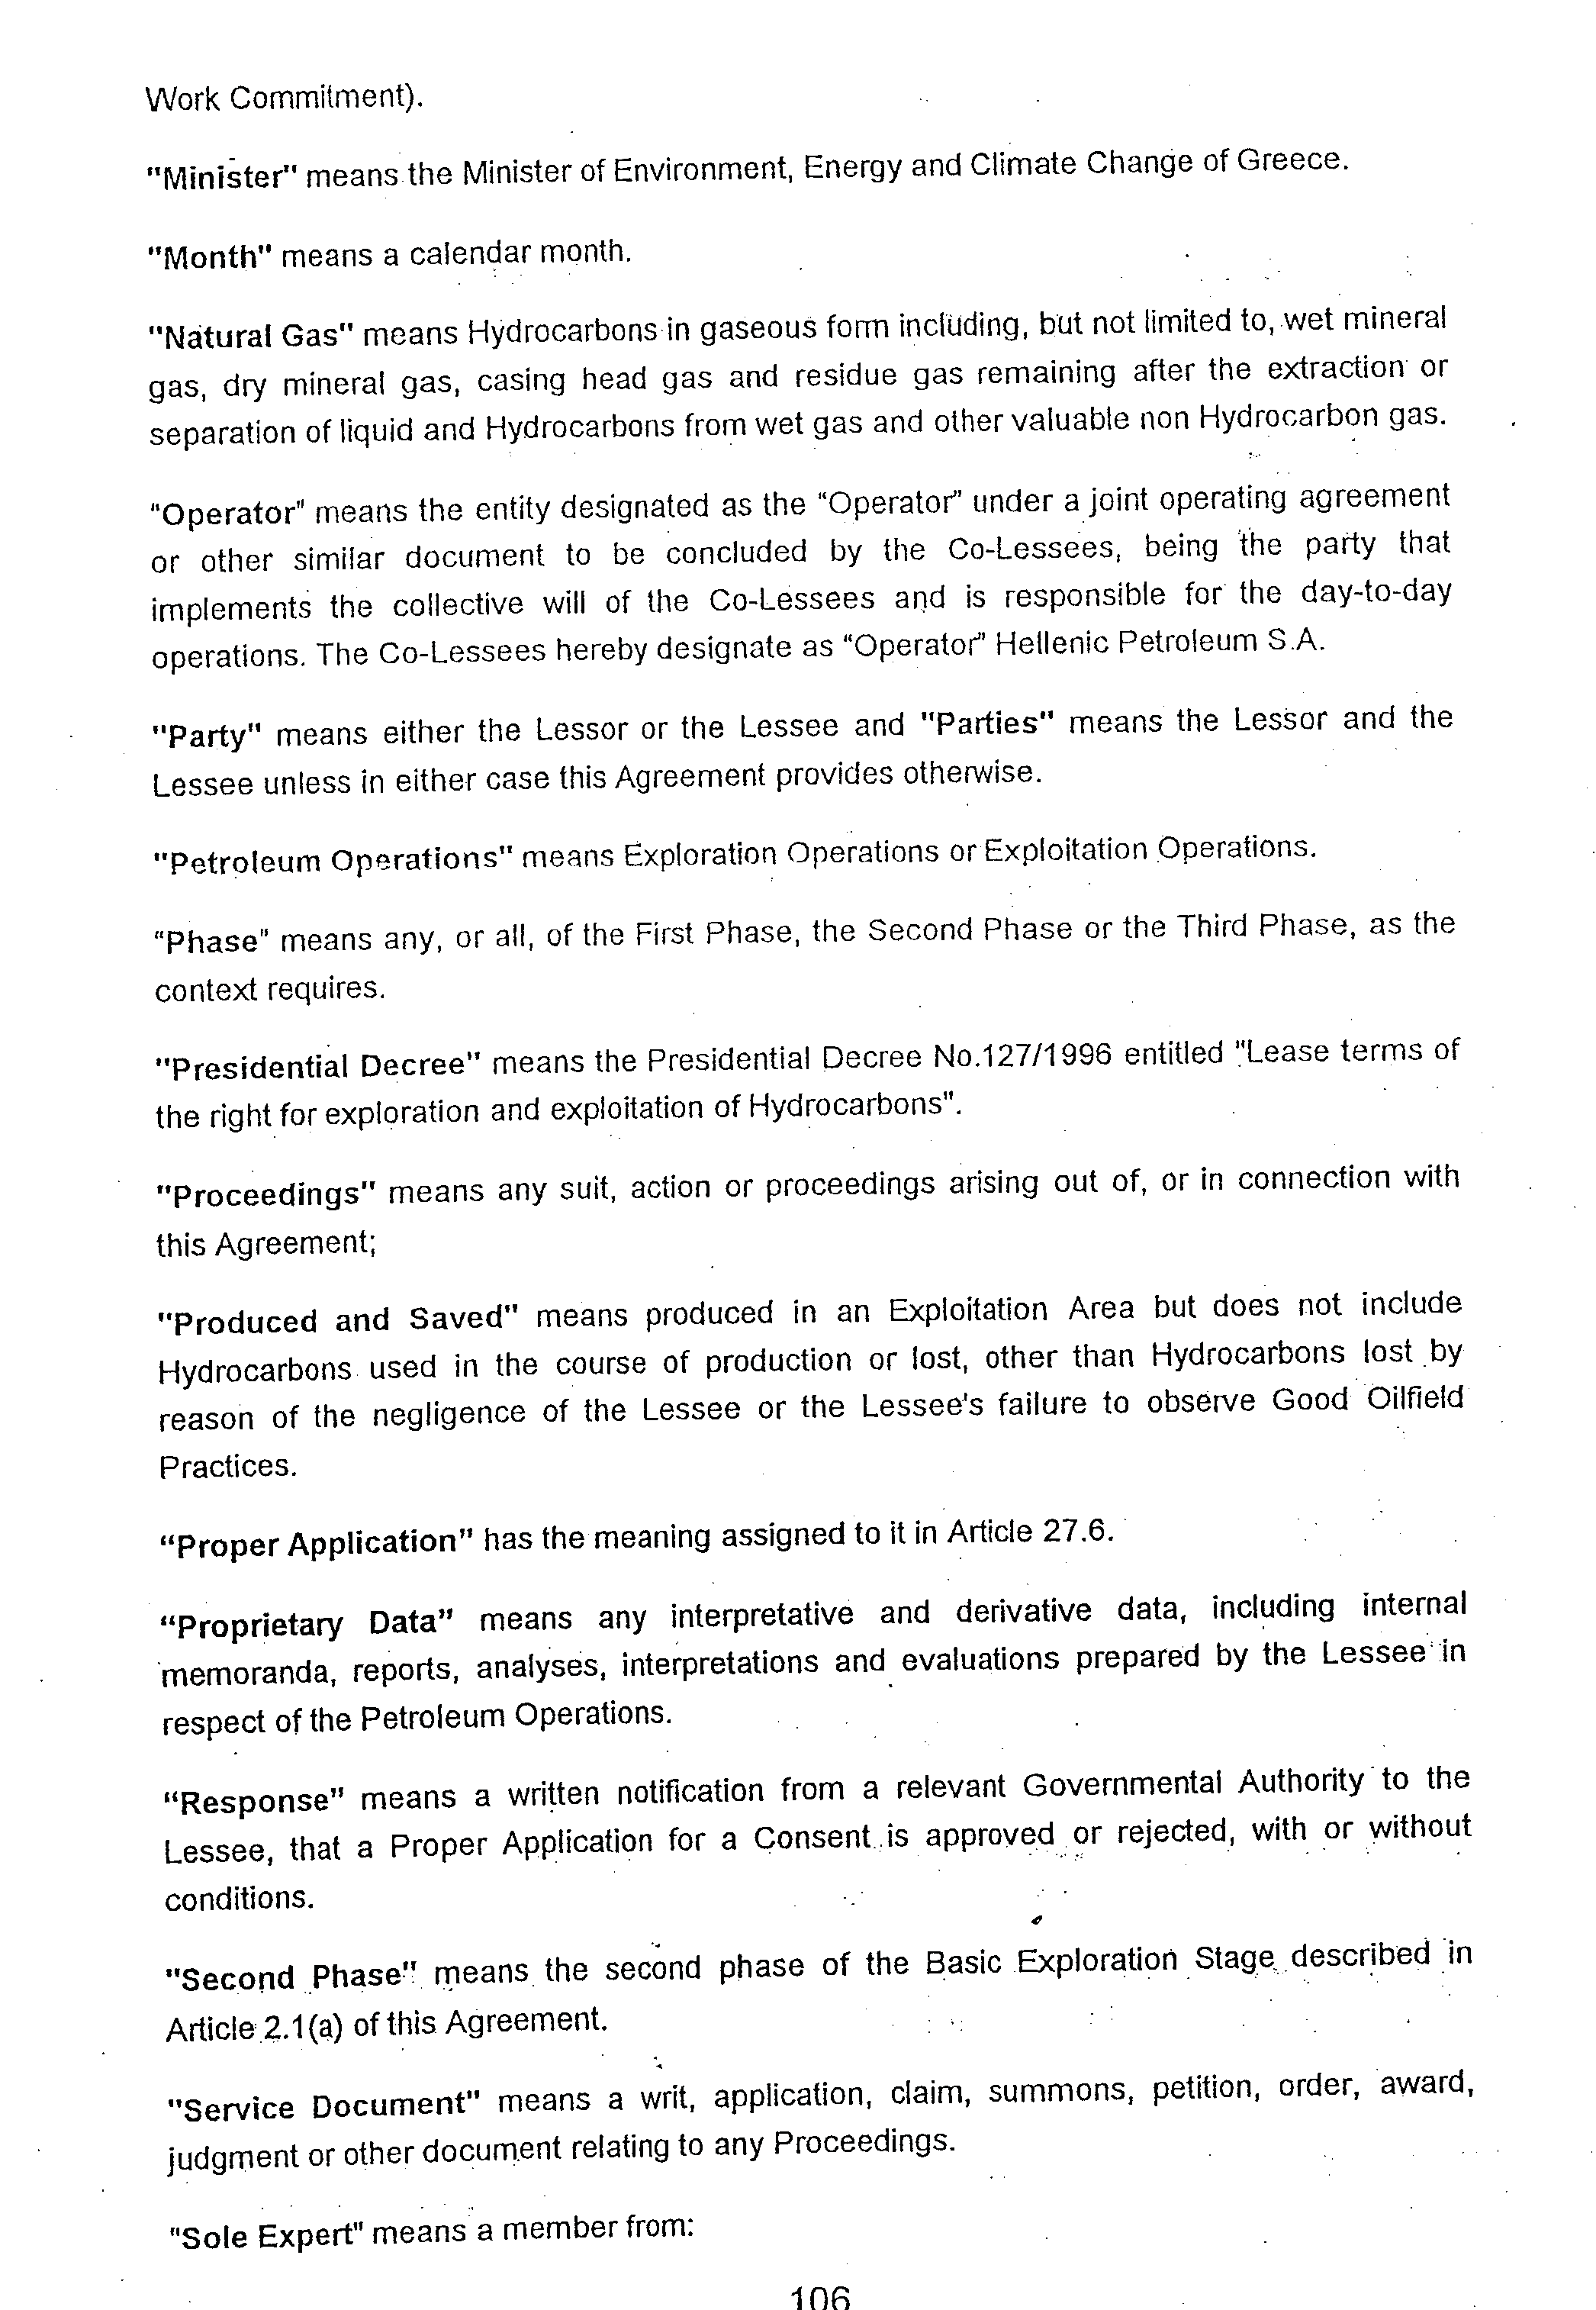 Work Commitment).
"Minister" means the Minister of Environment, Energy and Climate Change of Greece.
"Month" means a calendar month.
"Natural Gas" means Hydrocarbons in gaseous form including, but not limited to, wet mineral
gas, dry mineral gas, casing head gas and residue gas remaining after the extraction or
separation of liquid and Hydrocarbons from wet gas and other valuable non Hydrocarbon gas.
"Operator" means the entity designated as the "Operator" under a joint operating agreement
or other similar document to be concluded by the Co-Lessees, being the party that
implements the collective will of the Co-Lessees and is responsible for the day-to-day
operations. The Co-Lessees hereby designate as "Operator" Hellenic Petroleum S.A.
"Party" means either the Lessor or the Lessee and "Parties" means the Lessor and the
Lessee unless in either case this Agreement provides otherwise.
"Petroleum Operations" means Exploration Operations or Exploitation Operations.
"Phase" means any, or all, of the First Phase, the Second Phase or the Third Phase, as the
context requires.
"Presidential Decree" means the Presidential Decree No.127/1996 entitled "Lease terms of
the right for exploration and exploitation of Hydrocarbons".
"Proceedings" means any suit, action or proceedings arising out of, or in connection with
this Agreement;
"Produced and Saved" means produced in an Exploitation Area but does not include
Hydrocarbons used in the course of production or lost, other than Hydrocarbons lost by
reason of the negligence of the Lessee or the Lessee's failure to observe Good Oilfield
Practices.
"Proper Application" has the meaning assigned to it in Article 27.6.
"Proprietary Data" means any interpretative and derivative data, including internal
memoranda, reports, analyses, interpretations and evaluations prepared by the Lessee in
respect of the Petroleum Operations.
"Response" means a written notification from a relevant Governmental Authority to the
Lessee, that a Proper Application for a Consent is approved or rejected, with or without
conditions.
"Second Phase" means the second phase of the Basic Exploration Stage described in
Article 2.1(a) of this Agreement.
"Service Document" means a writ, application, claim, summons, petition, order, award,
judgment or other document relating to any Proceedings.
"Sole Expert" means a member from:
106